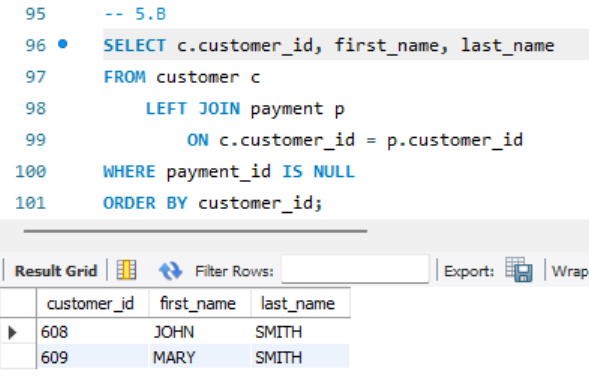 95 -- 5.B
96 SELECT c.customer_id, first_name, last_name
97 FROM customer c
98 LEFT JOIN payment p
99 ON c.customer_id = p.customer_id
100 WHERE payment_id IS NULL
101 ORDER BY customer_id;
Result Grid Filter Rows: Export: Wrap
customer_id first_name last_name
608 JOHN SMITH
609 MARY SMITH